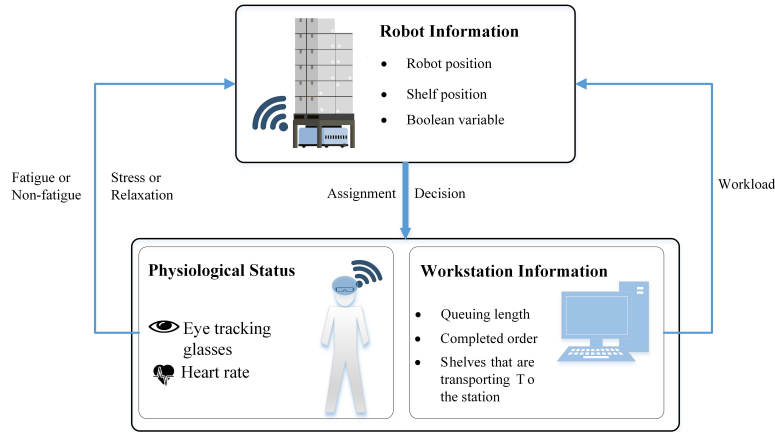 Robot Information
• Robot position
• Shelf position
• Boolean variable
Fatigue or
Non-fatigue
Stress or
Relaxation
Assignment
Decision
Workload
Physiological Status
Eye tracking
glasses
Heart rate
Workstation Information
• Queuing length
• Completed order
• Shelves that are
transporting T o
the station